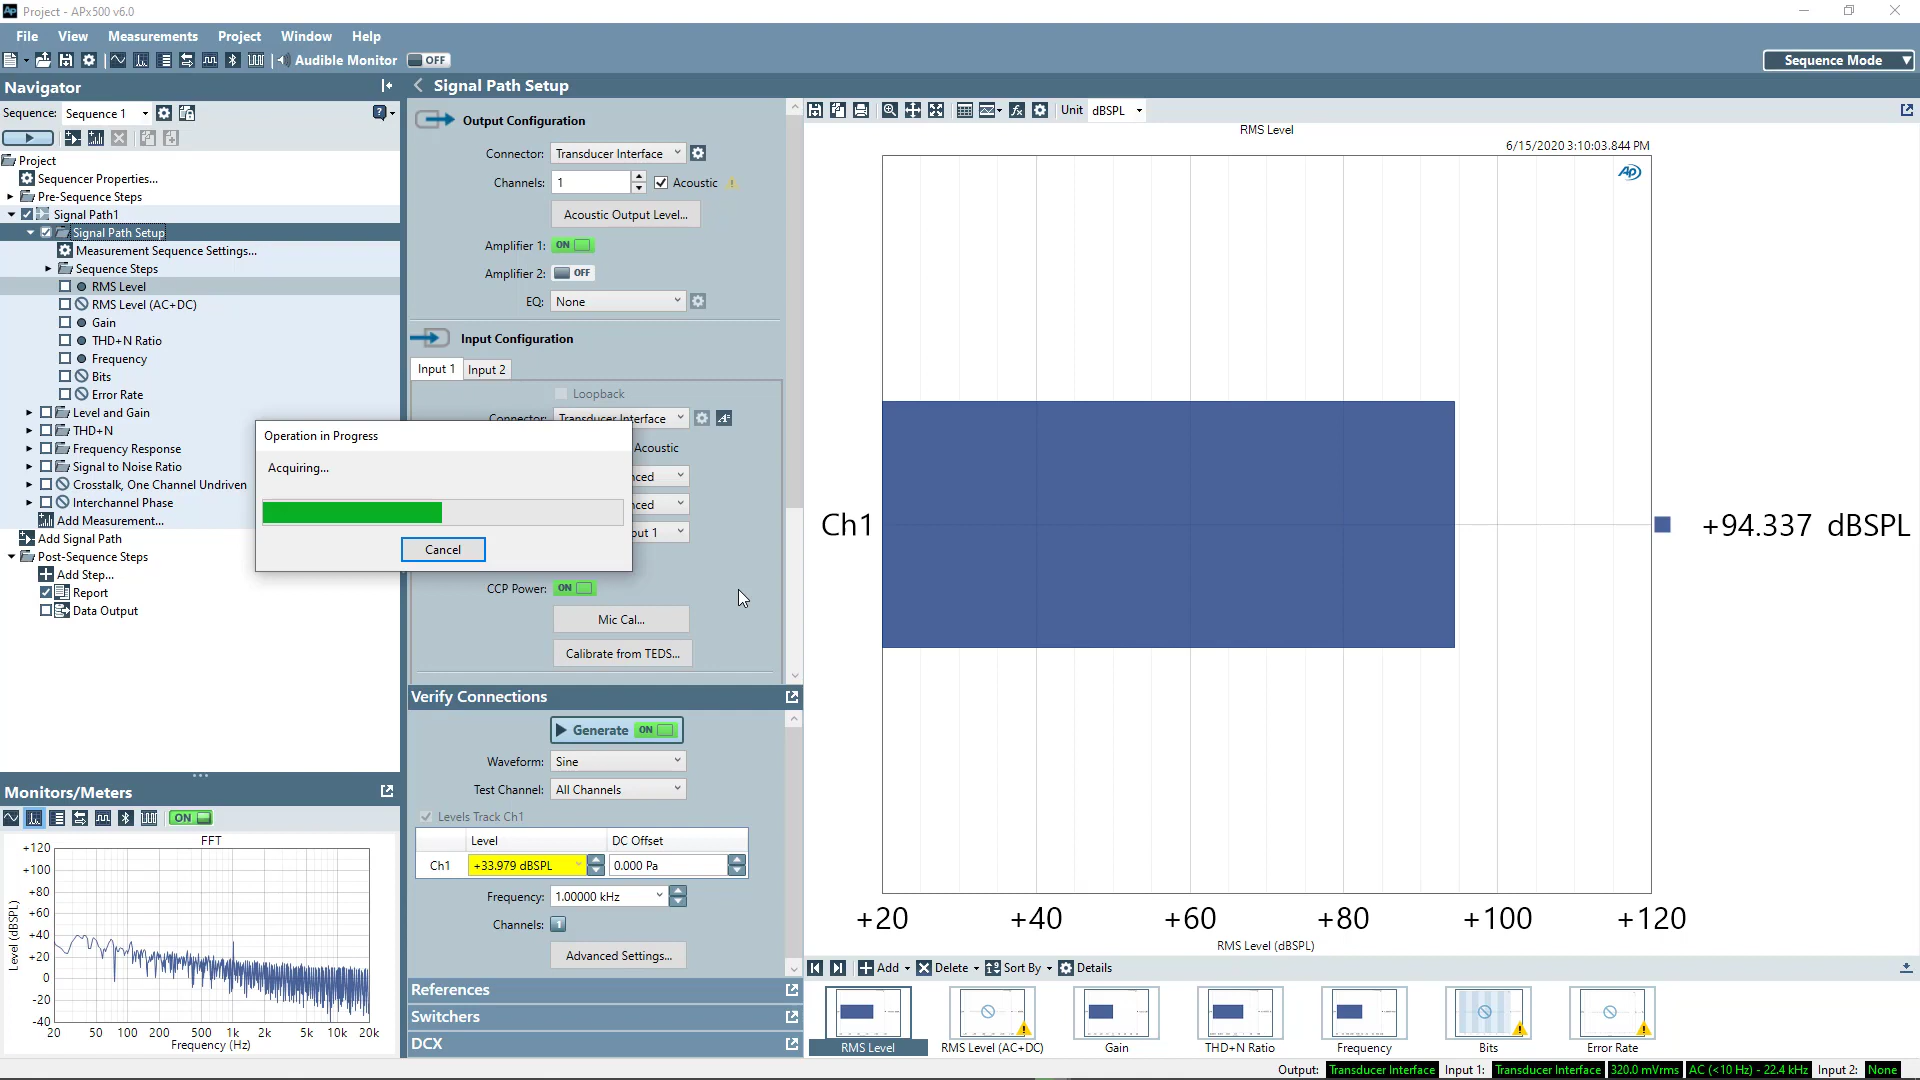 Project - APx500 v6.0
File View Measurements Project Window Help
Audible Monitor OFF
Sequence Mode
Navigator
Sequence: Sequence 1
Project
Sequencer Properties...
Pre-Sequence Steps
Signal Path1
Signal Path Setup
Measurement Sequence Settings...
Sequence Steps
RMS Level
RMS Level (AC+DC)
Gain
THD+N Ratio
Frequency
Bits
Error Rate
Level and Gain
THD+N
Frequency Response
Signal to Noise Ratio
Crosstalk, One Channel Undriven
Interchannel Phase
Add Measurement...
Add Signal Path
Post-Sequence Steps
Add Step...
Report
Data Output
Monitors/Meters
ON
FFT
+120
+100
+80
+60
+40
+20
0
-20
-40
Level (dBSPL)
20 50 100 200 500 1k 2k 5k 10k 20k
Frequency (Hz)
Signal Path Setup
Output Configuration
Connector: Transducer Interface
Channels: 1 Acoustic
Acoustic Output Level...
Amplifier 1: ON
Amplifier 2: OFF
EQ: None
Input Configuration
Input 1 Input 2
Loopback
Connector: Transducer Interface
Acoustic
nced
nced
put 1
CCP Power: ON
Mic Cal...
Calibrate from TEDS...
Operation in Progress
Acquiring...
Cancel
Verify Connections
Generate ON
Waveform: Sine
Test Channel: All Channels
Levels Track Ch1
Level DC Offset
Ch1 +33.979 dBSPL 0.000 Pa
Frequency: 1.00000 kHz
Channels: 1
Advanced Settings...
References
Switchers
DCX
Unit dBSPL
RMS Level
6/15/2020 3:10:03.844 PM
Ap
Ch1
+94.337 dBSPL
+20 +40 +60 +80 +100 +120
RMS Level (dBSPL)
Add Delete Sort By Details
RMS Level RMS Level (AC+DC) Gain THD+N Ratio Frequency Bits Error Rate
Output: Transducer Interface Input 1: Transducer Interface 320.0 mVrms AC (<10 Hz) - 22.4 kHz Input 2: None